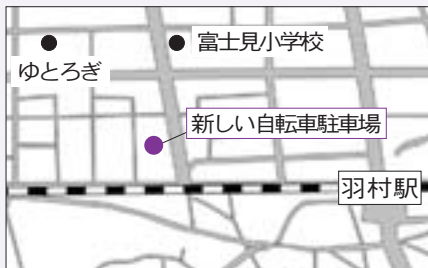 富士見小学校
ゆとろぎ
新しい自転車駐車場
羽村駅